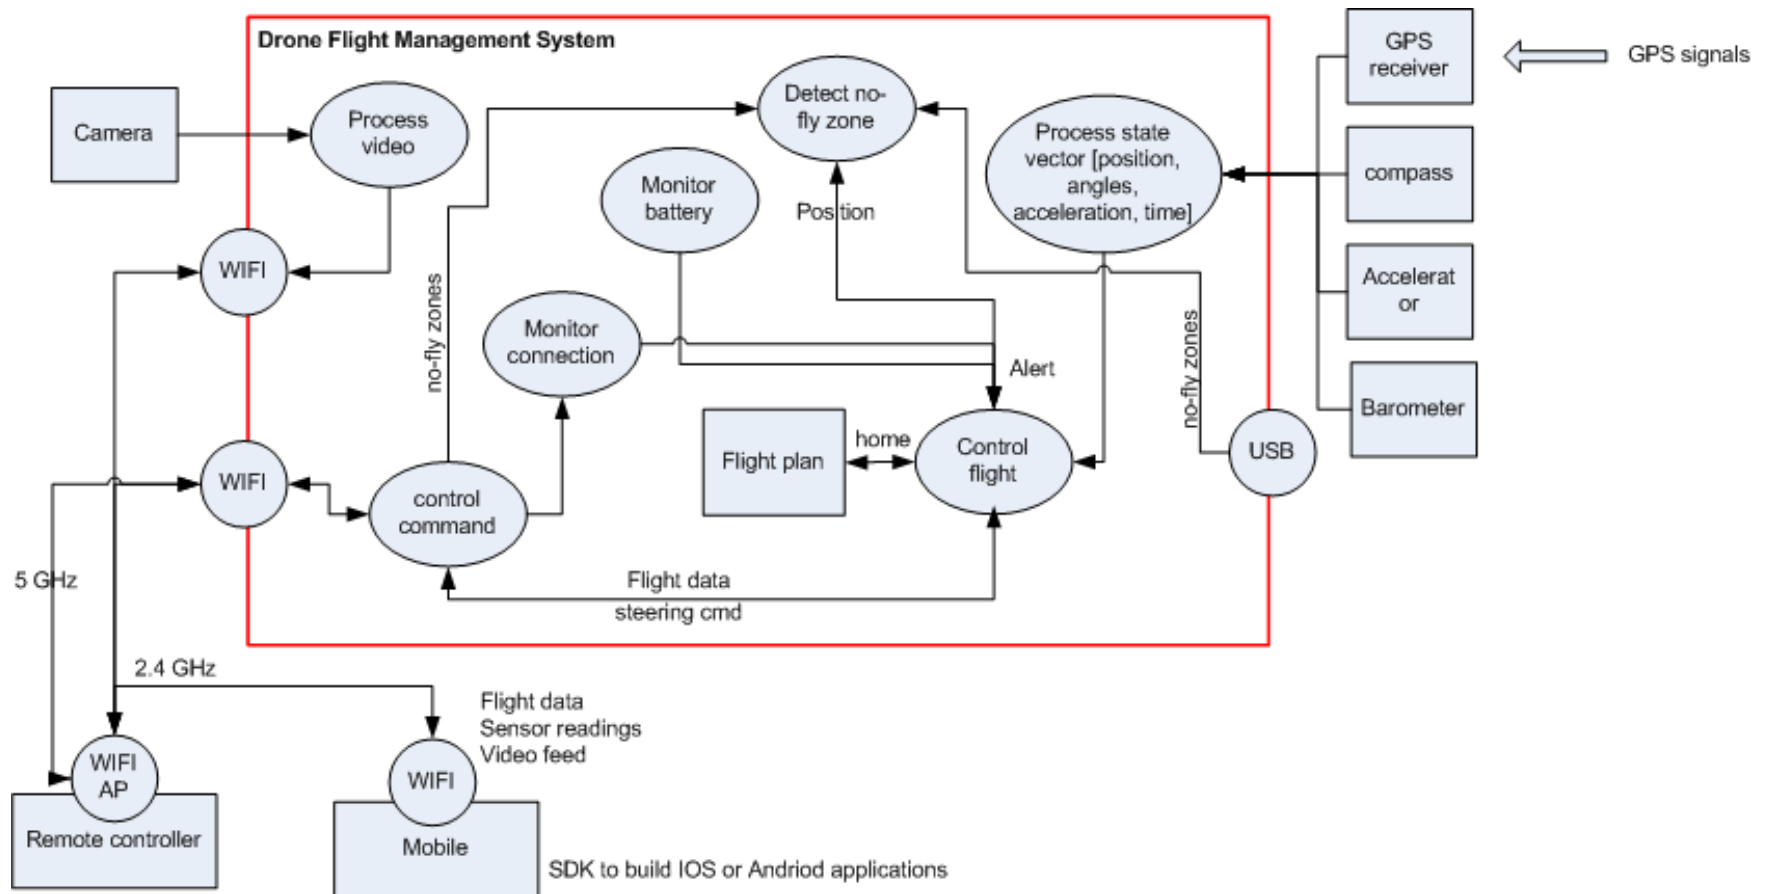 Drone Flight Management System
GPS
receiver
GPS signals
Camera
Process
video
Detect no-
fly zone
Process state
vector [position,
angles,
acceleration, time]
compass
Monitor
battery
Position
WIFI
Accelerat
or
no-fly zones
Monitor
connection
Alert
no-fly zones
Barometer
Flight plan
home
Control
flight
USB
WIFI
control
command
5 GHz
Flight data
steering cmd
2.4 GHz
Flight data
Sensor readings
Video feed
WIFI
AP
WIFI
Remote controller
Mobile
SDK to build IOS or Andriod applications